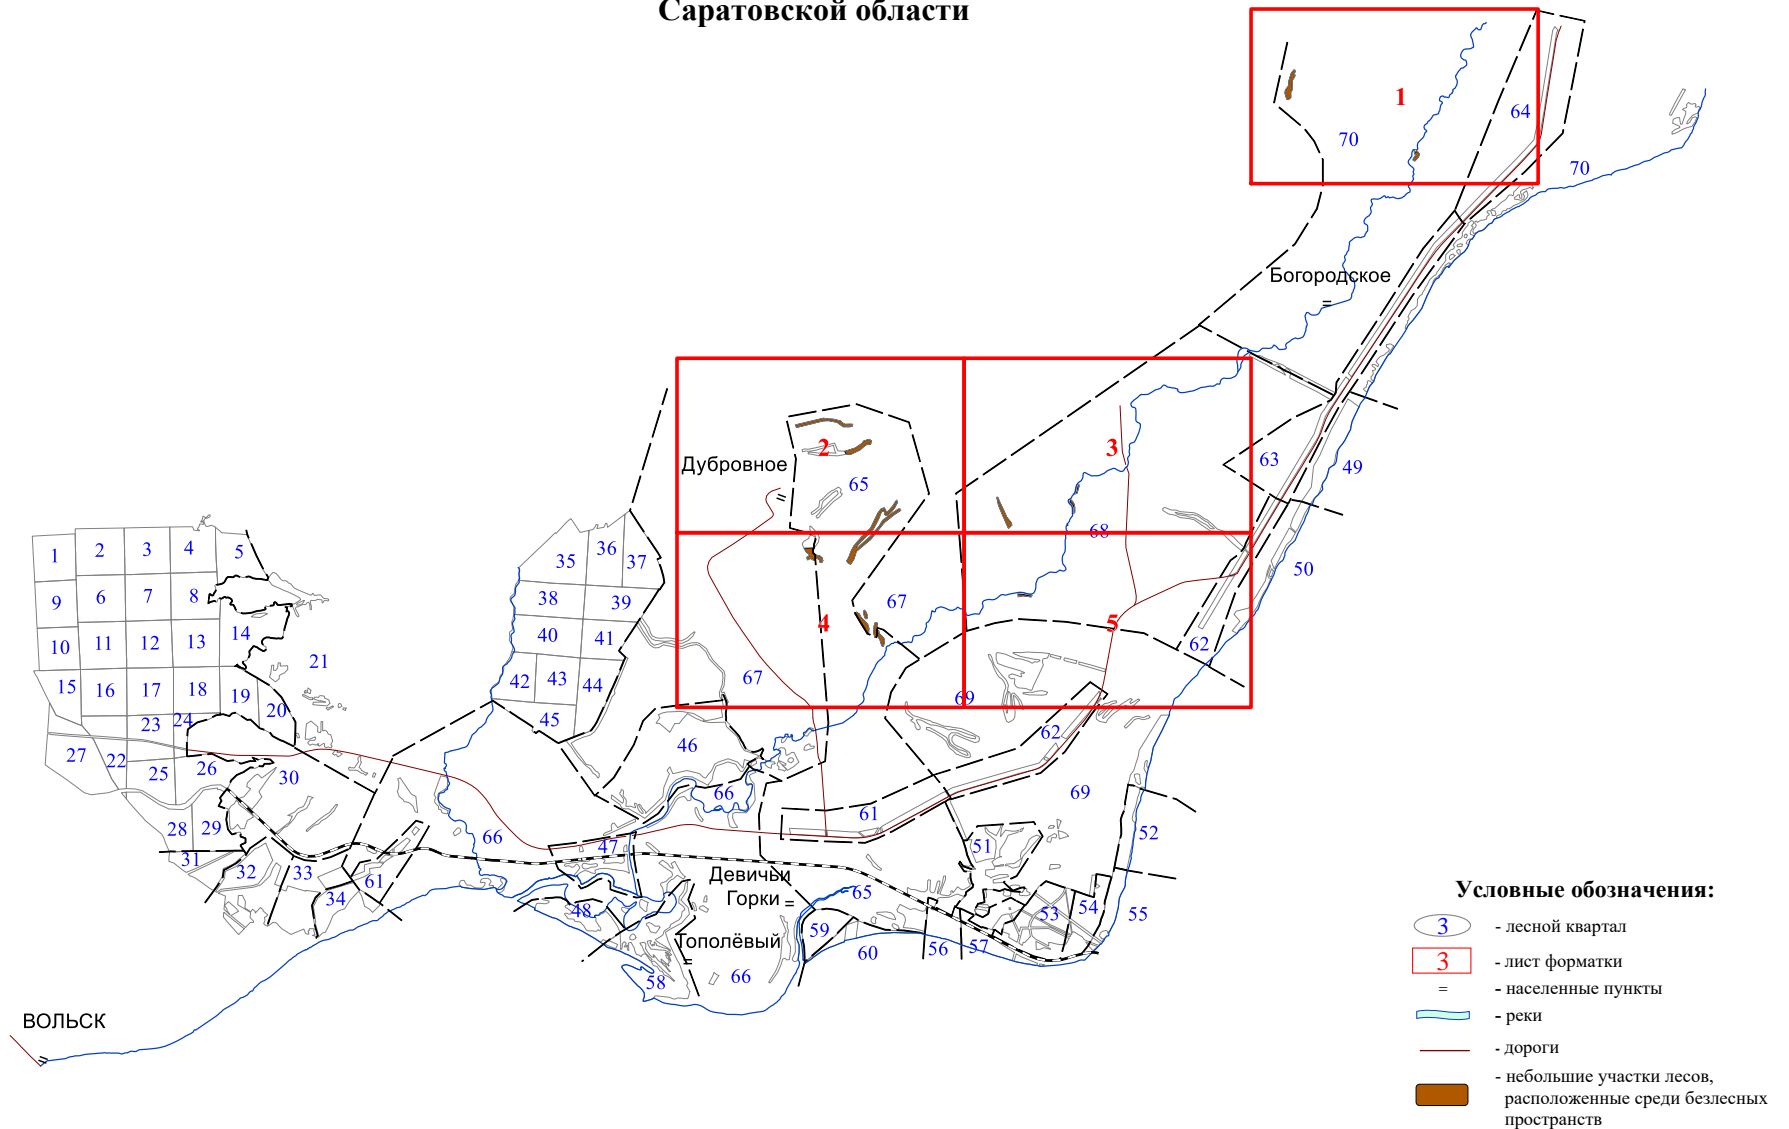 Саратовской области
1
64
70
70
Богородское
=
2
3
Дубровное
=
65
63
49
68
1 2 3 4 5
35 36 37
50
9 6 7 8
38 39
67
10 11 12 13 14
40 41
4
5
62
21
15 16 17 18 19 20
42 43 44
67
69
23 24
45
62
27 22 25 26 30
46
66
69
61
28 29
66
47
51
52
31 32 33 34 61
Девичьи
Горки =
65
48
59
53 54 55
Тополёвый
=
60 56 57
58
66
ВОЛЬСК
=
Условные обозначения:
3 - лесной квартал
3 - лист форматки
= - населенные пункты
- реки
- дороги
- небольшие участки лесов,
расположенные среди безлесных
пространств